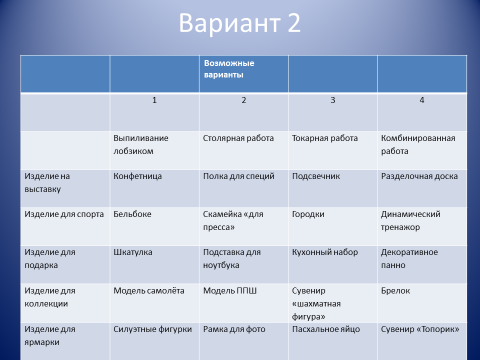 Вариант 2
Возможные
варианты
1 2 3 4
Выпиливание Столярная работа Токарная работа Комбинированная
лобзиком работа
Изделие на Конфетница Полка для специй Подсвечник Разделочная доска
выставку
Изделие для спорта Бельбоке Скамейка «для Городки Динамический
пресса» тренажор
Изделие для Шкатулка Подставка для Кухонный набор Декоративное
подарка ноутбука панно
Изделие для Модель самолёта Модель ППШ Сувенир Брелок
коллекции «шахматная
фигура»
Изделие для Силуэтные фигурки Рамка для фото Пасхальное яйцо Сувенир «Топорик»
ярмарки